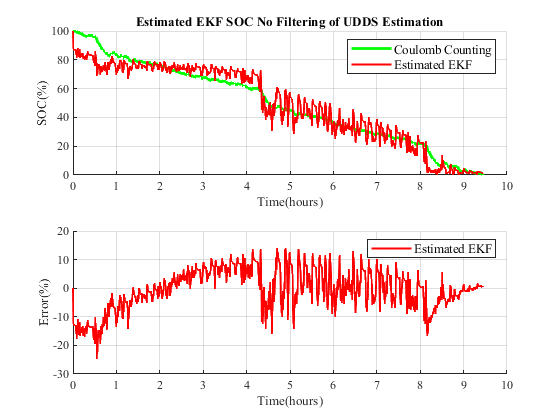 Estimated EKF SOC No Filtering of UDDS Estimation
100
80
60
40
20
0
SOC(%)
Coulomb Counting
Estimated EKF
0 1 2 3 4 5 6 7 8 9 10
Time(hours)
20
10
0
-10
-20
-30
Error(%)
Estimated EKF
0 1 2 3 4 5 6 7 8 9 10
Time(hours)